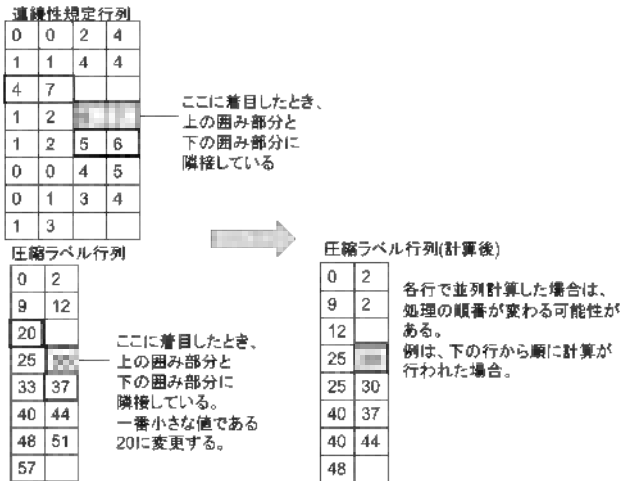 連続性規定行列
0 0 2 4
1 1 4 4
4 7
1 2
1 2 5 6
0 0 4 5
0 1 3 4
1 3
ここに着目したとき、
上の囲み部分と
下の囲み部分に
隣接している
圧縮ラベル行列
0 2
9 12
20
25
33 37
40 44
48 51
57
ここに着目したとき、
上の囲み部分と
下の囲み部分に
隣接している。
一番小さな値である
20に変更する。
圧縮ラベル行列(計算後)
0 2
9 2
12
25
25 30
40 37
40 44
48
各行で並列計算した場合は、
処理の順番が変わる可能性が
ある。
例は、下の行から順に計算が
行われた場合。